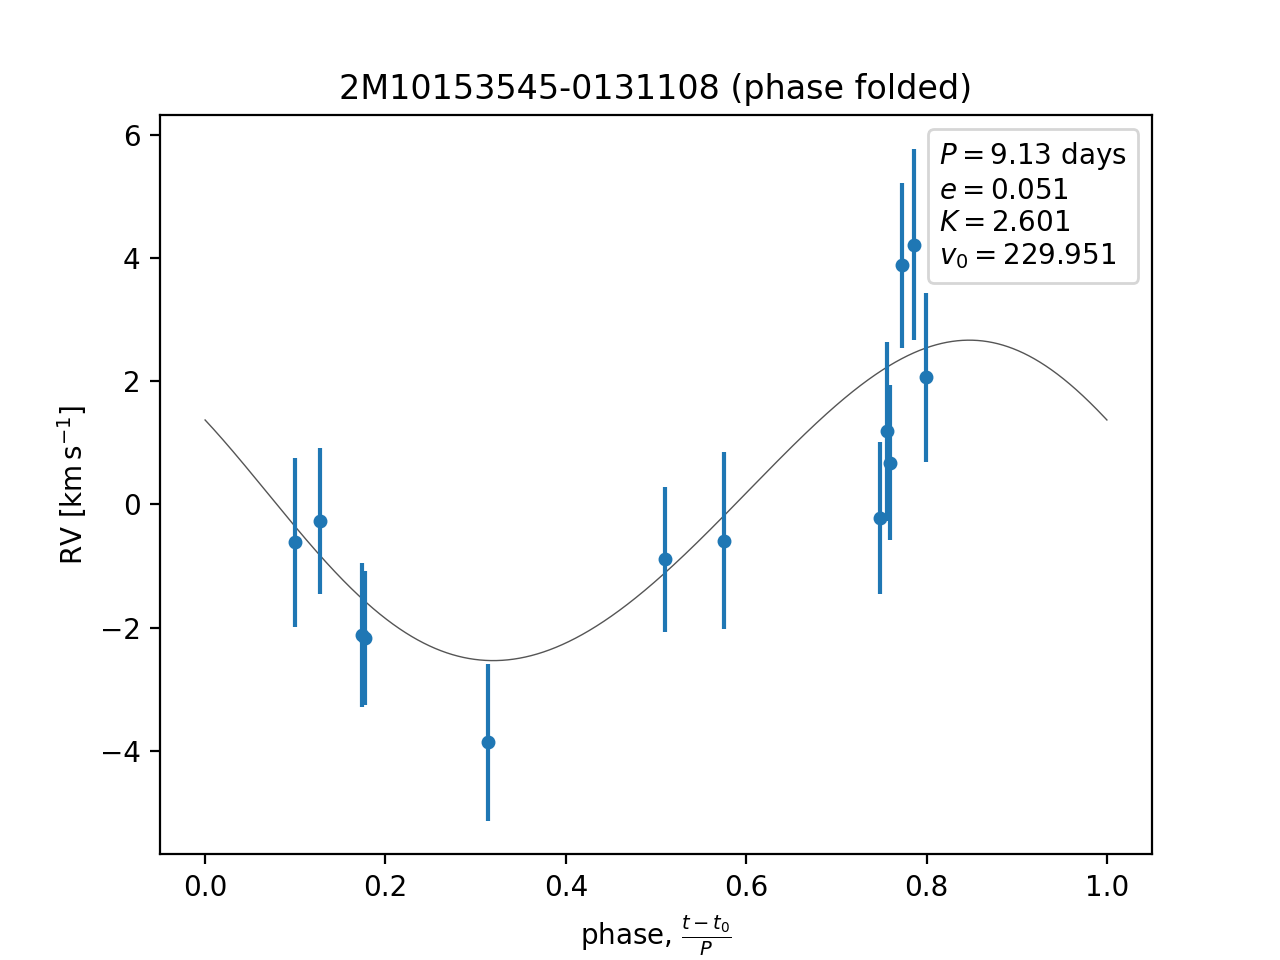 2M10153545-0131108 (phase folded)
P = 9.13 days
e = 0.051
K = 2.601
v₀ = 229.951
RV [km s⁻¹]
6
4
2
0
−2
−4
0.0 0.2 0.4 0.6 0.8 1.0
phase, (t − t₀)/P